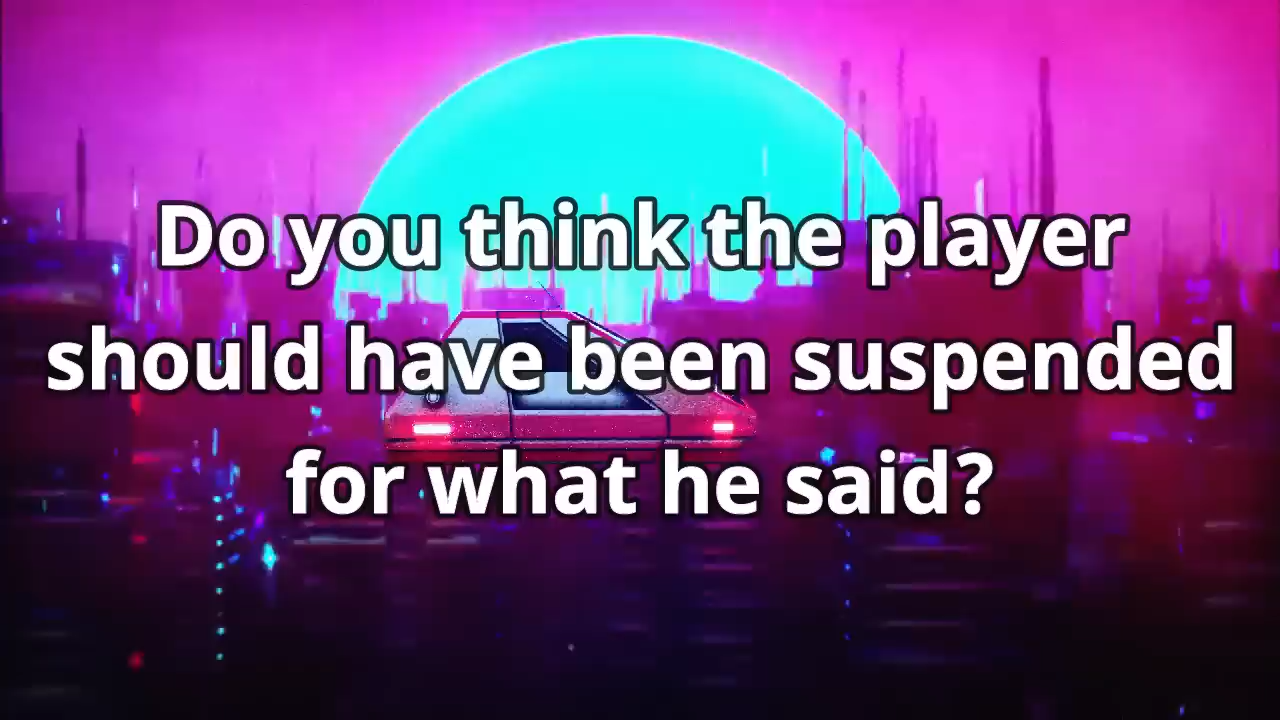 Do you think the player
should have been suspended
for what he said?